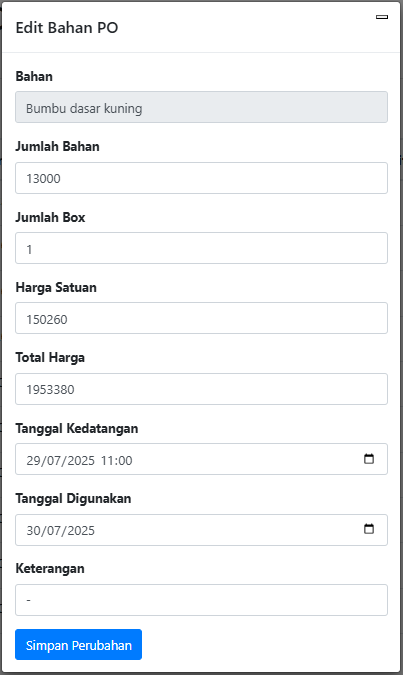 Edit Bahan PO
Bahan
Bumbu dasar kuning
Jumlah Bahan
13000
Jumlah Box
1
Harga Satuan
150260
Total Harga
1953380
Tanggal Kedatangan
29/07/2025 11:00
Tanggal Digunakan
30/07/2025
Keterangan
-
Simpan Perubahan